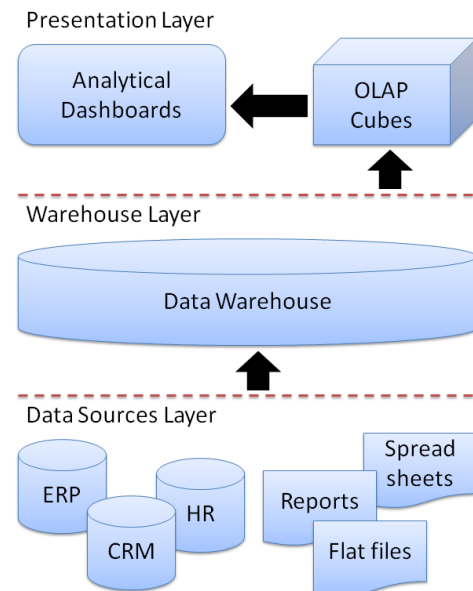 Presentation Layer
Analytical
Dashboards
OLAP
Cubes
Warehouse Layer
Data Warehouse
Data Sources Layer
ERP
CRM
HR
Reports
Spread
sheets
Flat files